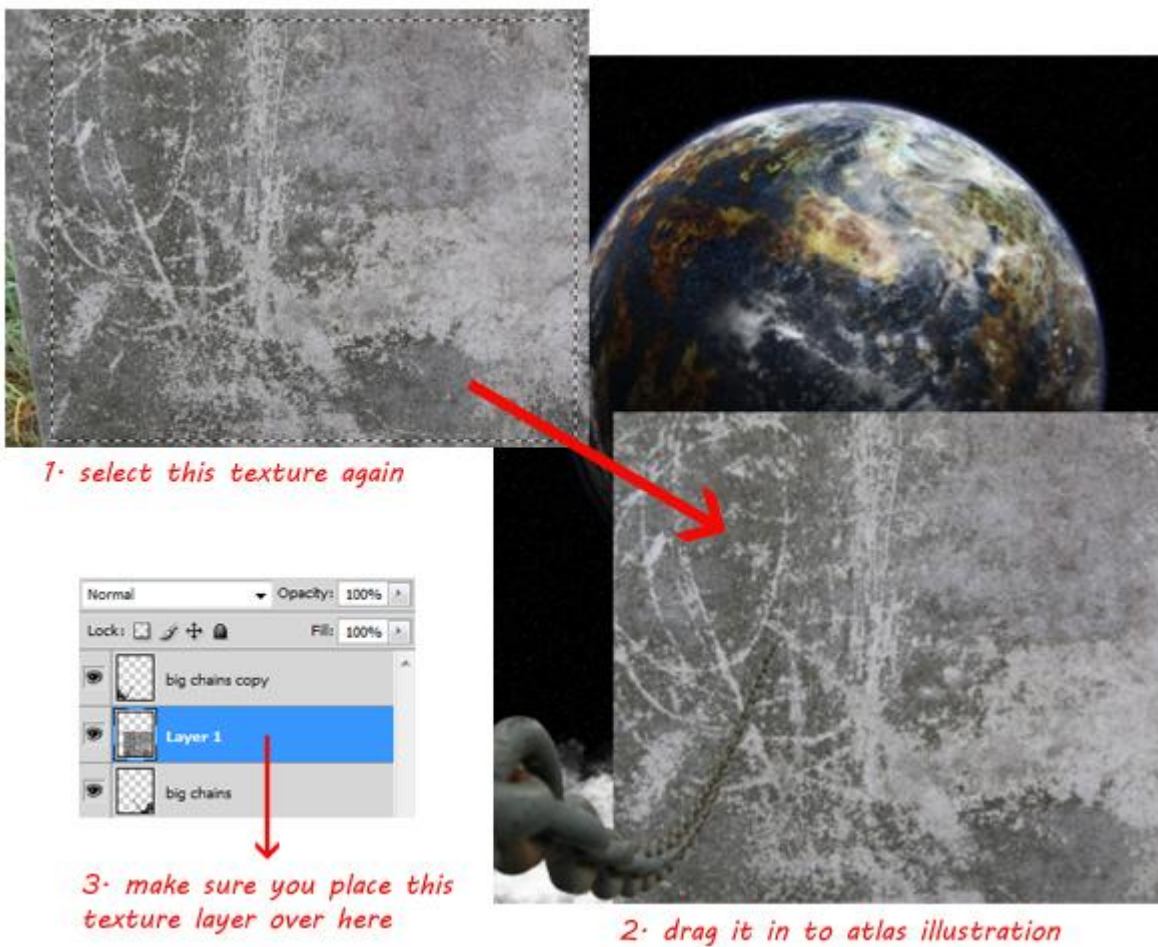 1. select this texture again
Normal Opacity: 100%
Lock: Fill: 100%
big chains copy
Layer 1
big chains
3. make sure you place this
texture layer over here
2. drag it in to atlas illustration